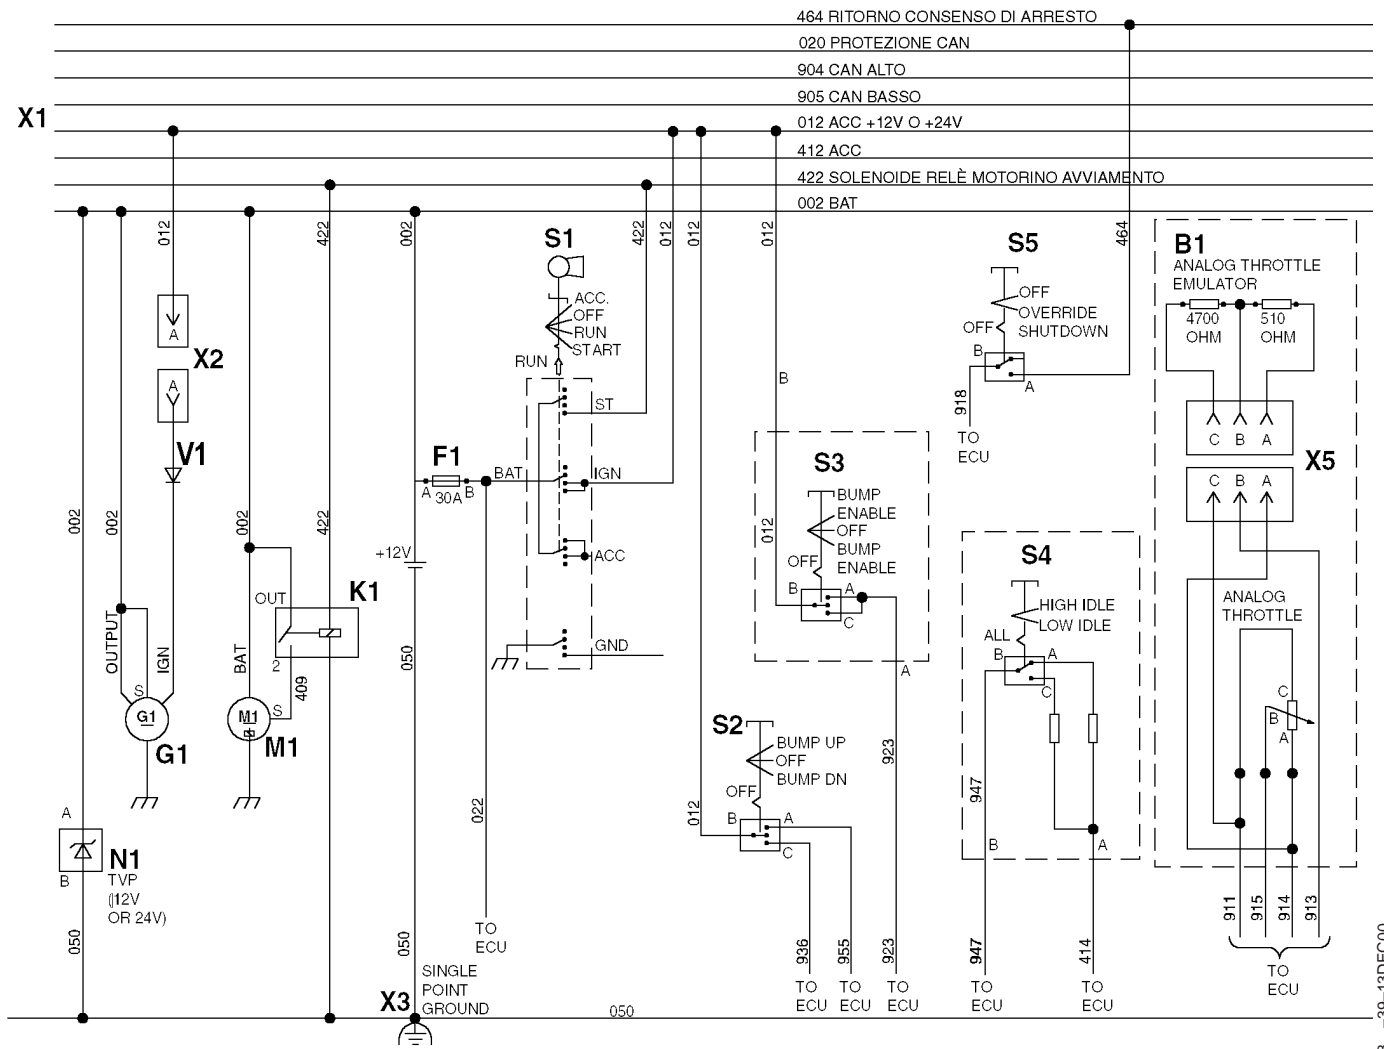 464 RITORNO CONSENSO DI ARRESTO
020 PROTEZIONE CAN
904 CAN ALTO
905 CAN BASSO
X1
012 ACC +12V O +24V
412 ACC
422 SOLENOIDE RELÈ MOTORINO AVVIAMENTO
002 BAT
012
422
002
422
012
012
012
464
S1
ACC.
OFF
RUN
START
RUN
S5
OFF
OVERRIDE
SHUTDOWN
OFF
B
A
918
TO
ECU
B1
ANALOG THROTTLE
EMULATOR
4700
OHM
510
OHM
C B A
X5
C B A
A
X2
A
V1
F1
A 30A B
BAT
ST
IGN
ACC
GND
B
S3
BUMP
ENABLE
OFF
BUMP
ENABLE
OFF
B
A
C
012
A
002
002
002
422
+12V
OUT
K1
2
409
OUTPUT
IGN
BAT
050
S
G1
G1
S
M1
M1
S4
HIGH IDLE
LOW IDLE
ALL
B
A
C
ANALOG
THROTTLE
C
B
A
S2
BUMP UP
OFF
BUMP DN
OFF
B
A
C
923
947
B
A
012
022
A
N1
B
TVP
(12V
OR 24V)
050
050
TO
ECU
SINGLE
POINT
GROUND
X3
050
936
955
923
947
414
911
915
914
913
TO
ECU
TO
ECU
TO
ECU
TO
ECU
TO
ECU
TO
ECU